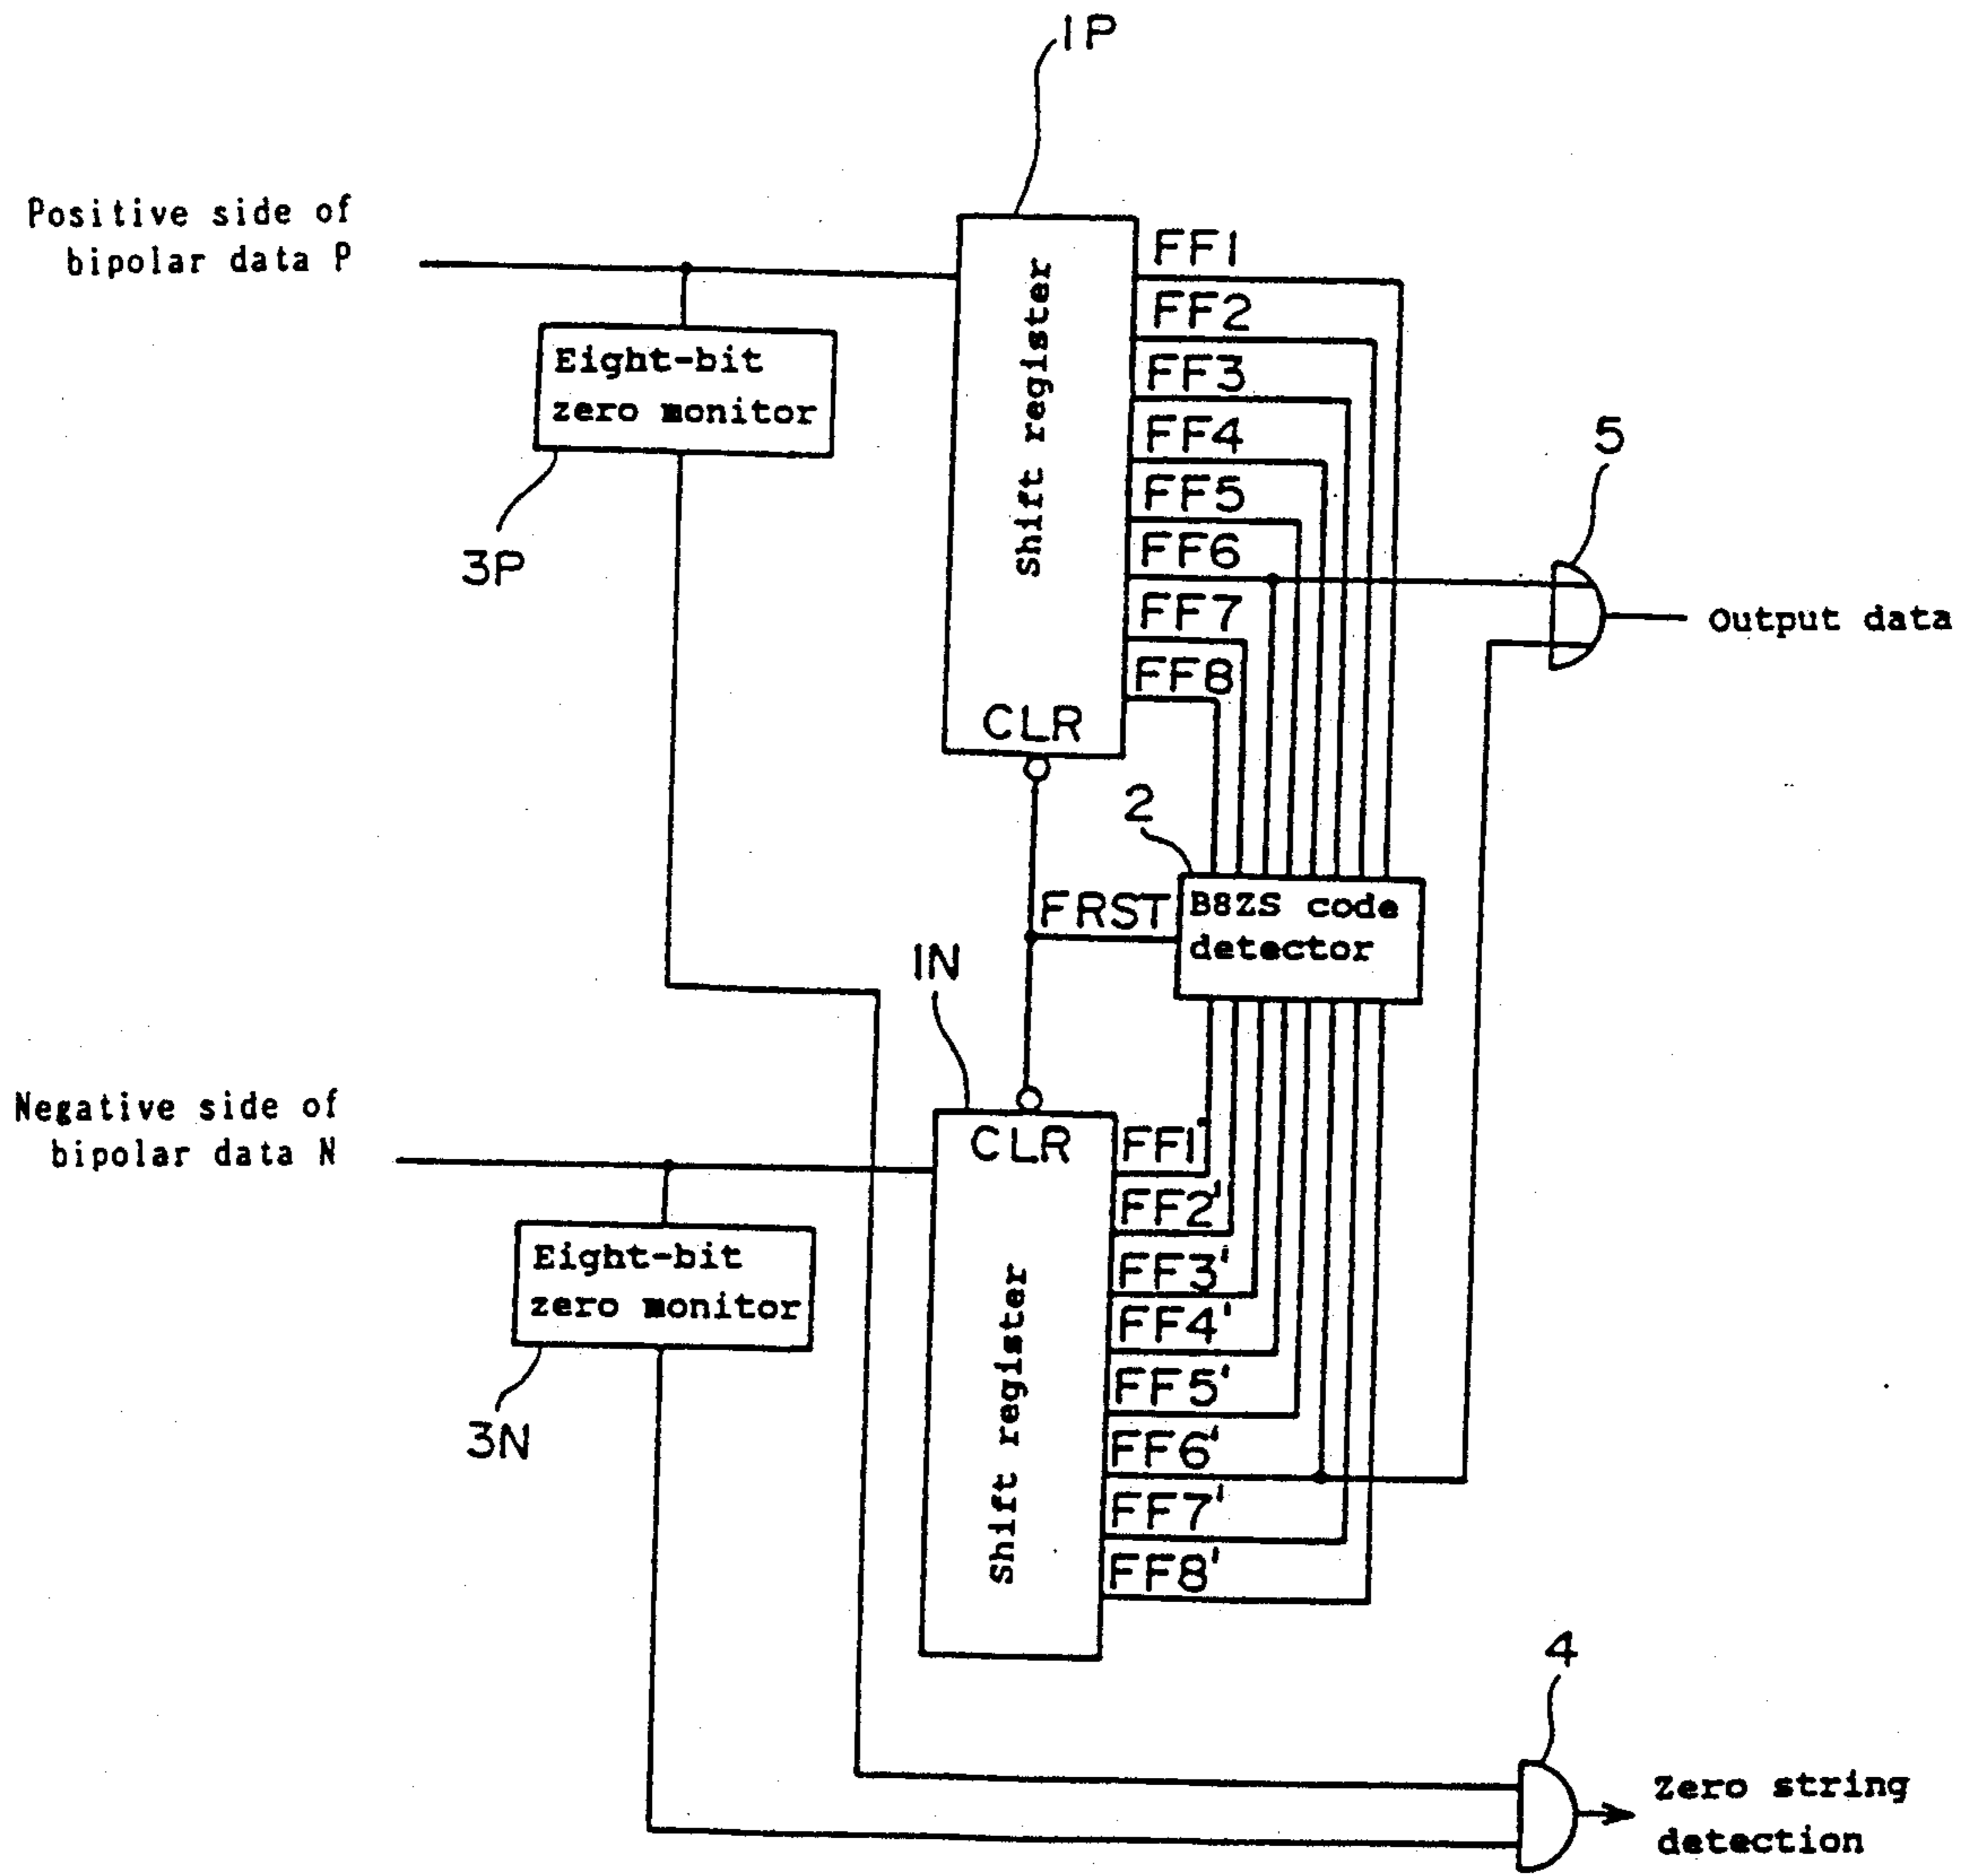 1P
Positive side of
bipolar data P
FF1
FF2
FF3
FF4
FF5
FF6
FF7
FF8
Shift register
CLR
Eight-bit
zero monitor
3P
5
Output data
2
FRST
B8ZS code
detector
1N
Negative side of
bipolar data N
CLR
FF1'
FF2'
FF3'
FF4'
FF5'
FF6'
FF7'
FF8'
Shift register
Eight-bit
zero monitor
3N
4
Zero string
detection